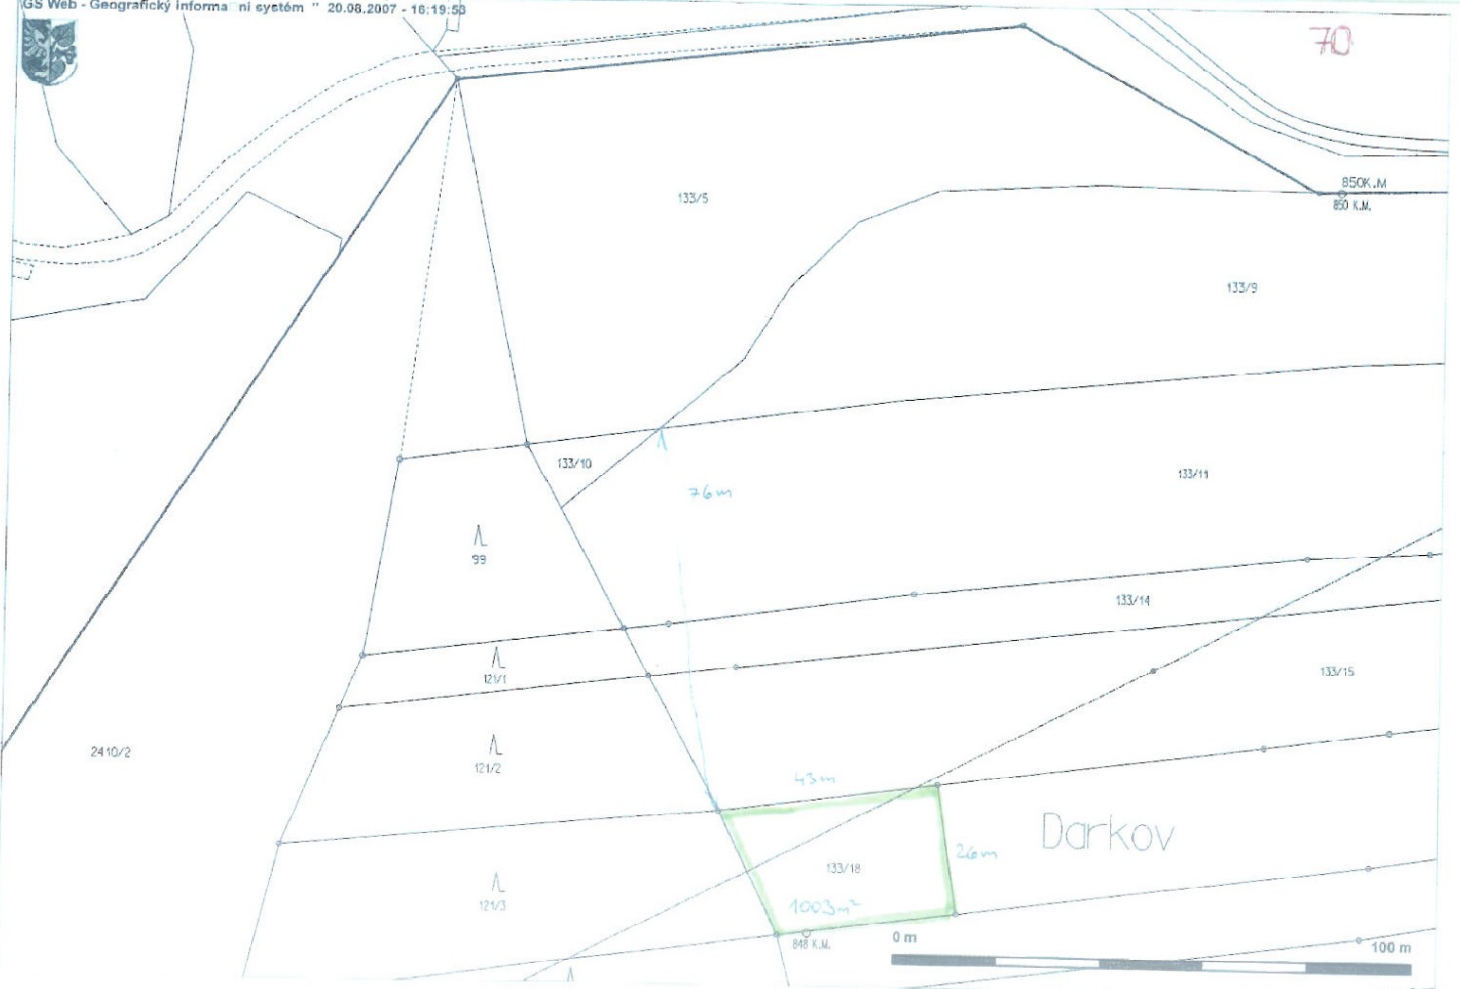 GS Web - Geografický informa ní systém " 20.08.2007 - 16:19:53
70
850K.M
850 K.M.
133/5
133/9
133/10
133/11
76m
99
133/14
121/1
133/15
2410/2
121/2
43m
Darkov
26m
133/18
121/3
1003m²
848 K.M.
0 m
100 m